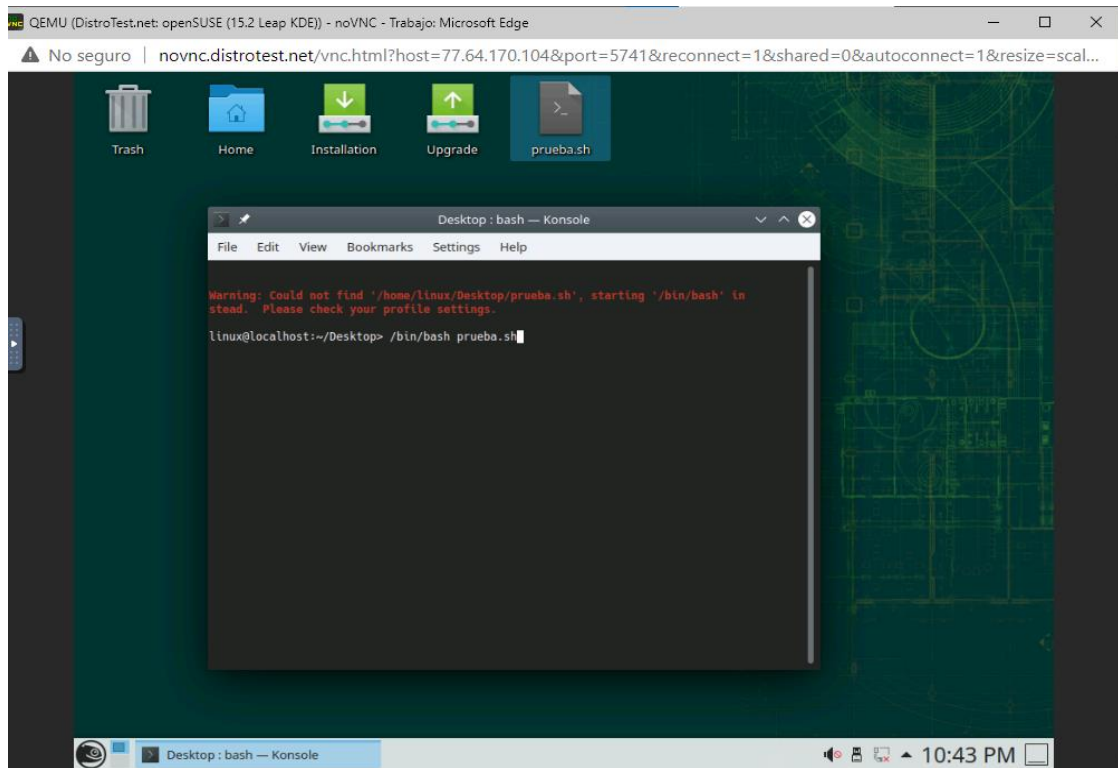 QEMU (DistroTest.net: openSUSE (15.2 Leap KDE)) - noVNC - Trabajo: Microsoft Edge
No seguro | novnc.distrotest.net/vnc.html?host=77.64.170.104&port=5741&reconnect=1&shared=0&autoconnect=1&resize=scal...
Trash Home Installation Upgrade prueba.sh
Desktop : bash — Konsole
File Edit View Bookmarks Settings Help
Warning: Could not find '/home/linux/Desktop/prueba.sh', starting '/bin/bash' in
stead.  Please check your profile settings.
linux@localhost:~/Desktop> /bin/bash prueba.sh
Desktop : bash — Konsole 10:43 PM